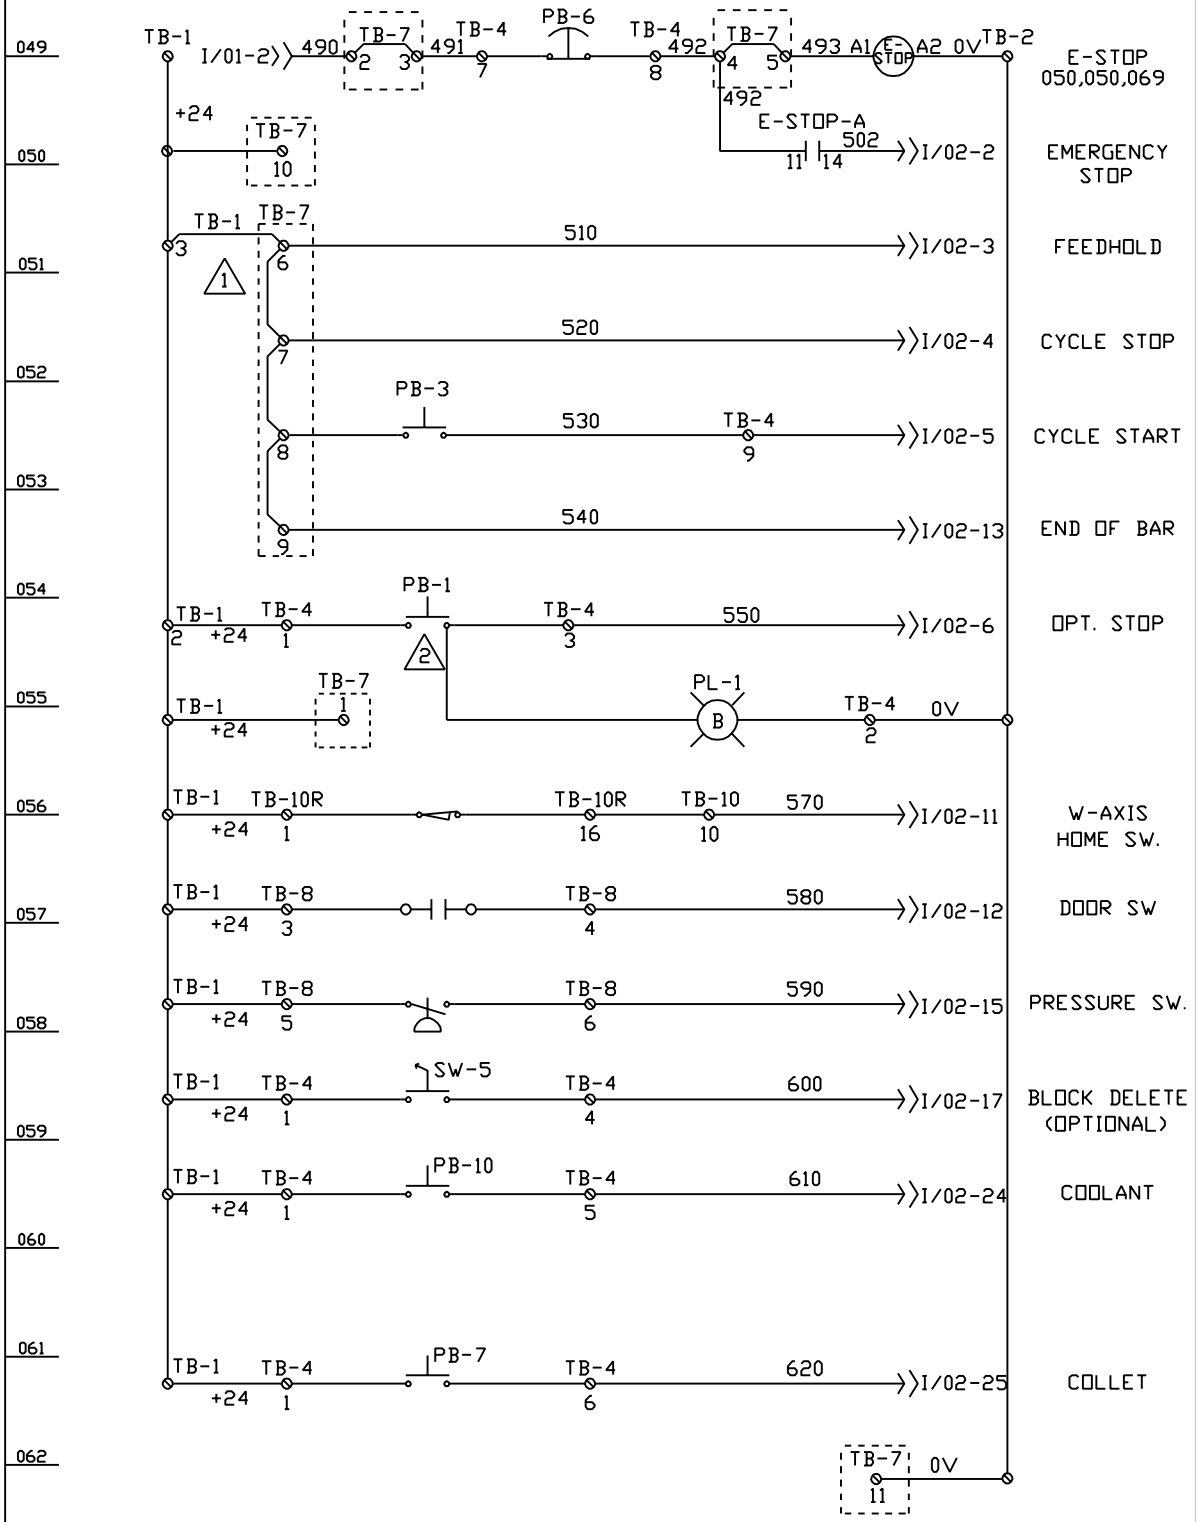 049
TB-1
I/01-2
490
TB-7
2
3
491
TB-4
7
PB-6
TB-4
8
492
TB-7
4
5
493
A1
E-
STOP
A2
0V
TB-2
E-STOP
050,050,069
+24
492
050
TB-7
10
E-STOP-A
11
14
502
I/02-2
EMERGENCY
STOP
TB-1
3
TB-7
6
510
I/02-3
FEEDHOLD
051
1
7
520
I/02-4
CYCLE STOP
052
PB-3
8
530
TB-4
9
I/02-5
CYCLE START
053
9
540
I/02-13
END OF BAR
054
TB-1
2
+24
TB-4
1
PB-1
2
TB-4
3
550
I/02-6
OPT. STOP
055
TB-1
+24
TB-7
1
PL-1
B
TB-4
2
0V
056
TB-1
+24
TB-10R
1
TB-10R
16
TB-10
10
570
I/02-11
W-AXIS
HOME SW.
057
TB-1
+24
TB-8
3
TB-8
4
580
I/02-12
DOOR SW
058
TB-1
+24
TB-8
5
TB-8
6
590
I/02-15
PRESSURE SW.
059
TB-1
+24
TB-4
1
SW-5
TB-4
4
600
I/02-17
BLOCK DELETE
(OPTIONAL)
TB-1
+24
TB-4
1
PB-10
TB-4
5
610
I/02-24
COOLANT
060
061
TB-1
+24
TB-4
1
PB-7
TB-4
6
620
I/02-25
COLLET
062
TB-7
11
0V